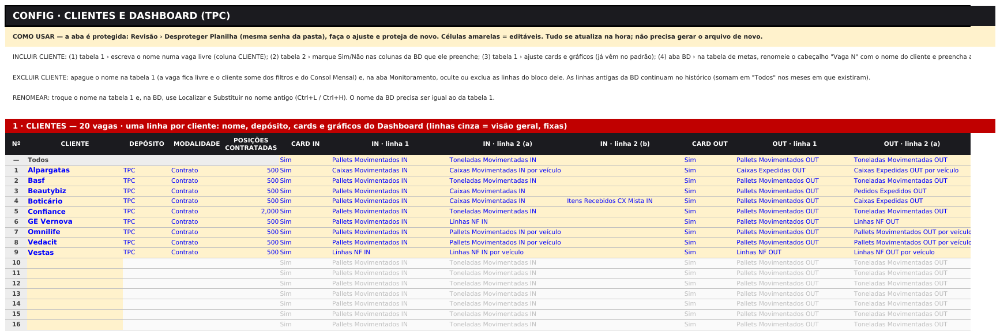 CONFIG · CLIENTES E DASHBOARD (TPC)
COMO USAR — a aba é protegida: Revisão › Desproteger Planilha (mesma senha da pasta), faça o ajuste e proteja de novo. Células amarelas = editáveis. Tudo se atualiza na hora; não precisa gerar o arquivo de novo.
INCLUIR CLIENTE: (1) tabela 1 › escreva o nome numa vaga livre (coluna CLIENTE); (2) tabela 2 › marque Sim/Não nas colunas da BD que ele preenche; (3) tabela 1 › ajuste cards e gráficos (já vêm no padrão); (4) aba BD › na tabela de metas, renomeie o cabeçalho "Vaga N" com o nome do cliente e preencha
EXCLUIR CLIENTE: apague o nome na tabela 1 (a vaga fica livre e o cliente some dos filtros e do Consol Mensal) e, na aba Monitoramento, oculte ou exclua as linhas do bloco dele. As linhas antigas da BD continuam no histórico (somam em "Todos" nos meses em que existiram).
RENOMEAR: troque o nome na tabela 1 e, na BD, use Localizar e Substituir no nome antigo (Ctrl+L / Ctrl+H). O nome da BD precisa ser igual ao da tabela 1.
1 · CLIENTES — 20 vagas · uma linha por cliente: nome, depósito, cards e gráficos do Dashboard (linhas cinza = visão geral, fixas)
Nº CLIENTE DEPÓSITO MODALIDADE POSIÇÕES CONTRATADAS CARD IN IN · linha 1 IN · linha 2 (a) IN · linha 2 (b) CARD OUT OUT · linha 1 OUT · linha 2 (a)
— Todos Sim Pallets Movimentados IN Toneladas Movimentadas IN Sim Pallets Movimentados OUT Toneladas Movimentadas OUT
1 Alpargatas TPC Contrato 500 Sim Caixas Movimentadas IN Caixas Movimentadas IN por veículo Sim Caixas Expedidas OUT Caixas Expedidas OUT por veículo
2 Basf TPC Contrato 500 Sim Pallets Movimentados IN Toneladas Movimentadas IN Sim Pallets Movimentados OUT Toneladas Movimentadas OUT
3 Beautybiz TPC Contrato 500 Sim Pallets Movimentados IN Caixas Movimentadas IN Sim Pallets Movimentados OUT Pedidos Expedidos OUT
4 Boticário TPC Contrato 500 Sim Pallets Movimentados IN Caixas Movimentadas IN Itens Recebidos CX Mista IN Sim Pallets Movimentados OUT Caixas Expedidas OUT
5 Confiance TPC Contrato 2,000 Sim Pallets Movimentados IN Toneladas Movimentadas IN Sim Pallets Movimentados OUT Toneladas Movimentadas OUT
6 GE Vernova TPC Contrato 500 Sim Pallets Movimentados IN Linhas NF IN Sim Pallets Movimentados OUT Linhas NF OUT
7 Omnilife TPC Contrato 500 Sim Pallets Movimentados IN Pallets Movimentados IN por veículo Sim Pallets Movimentados OUT Pallets Movimentados OUT por veículo
8 Vedacit TPC Contrato 500 Sim Pallets Movimentados IN Pallets Movimentados IN por veículo Sim Pallets Movimentados OUT Pallets Movimentados OUT por veículo
9 Vestas TPC Contrato 500 Sim Linhas NF IN Linhas NF IN por veículo Sim Linhas NF OUT Linhas NF OUT por veículo
10 Sim Pallets Movimentados IN Toneladas Movimentadas IN Sim Pallets Movimentados OUT Toneladas Movimentadas OUT
11 Sim Pallets Movimentados IN Toneladas Movimentadas IN Sim Pallets Movimentados OUT Toneladas Movimentadas OUT
12 Sim Pallets Movimentados IN Toneladas Movimentadas IN Sim Pallets Movimentados OUT Toneladas Movimentadas OUT
13 Sim Pallets Movimentados IN Toneladas Movimentadas IN Sim Pallets Movimentados OUT Toneladas Movimentadas OUT
14 Sim Pallets Movimentados IN Toneladas Movimentadas IN Sim Pallets Movimentados OUT Toneladas Movimentadas OUT
15 Sim Pallets Movimentados IN Toneladas Movimentadas IN Sim Pallets Movimentados OUT Toneladas Movimentadas OUT
16 Sim Pallets Movimentados IN Toneladas Movimentadas IN Sim Pallets Movimentados OUT Toneladas Movimentadas OUT